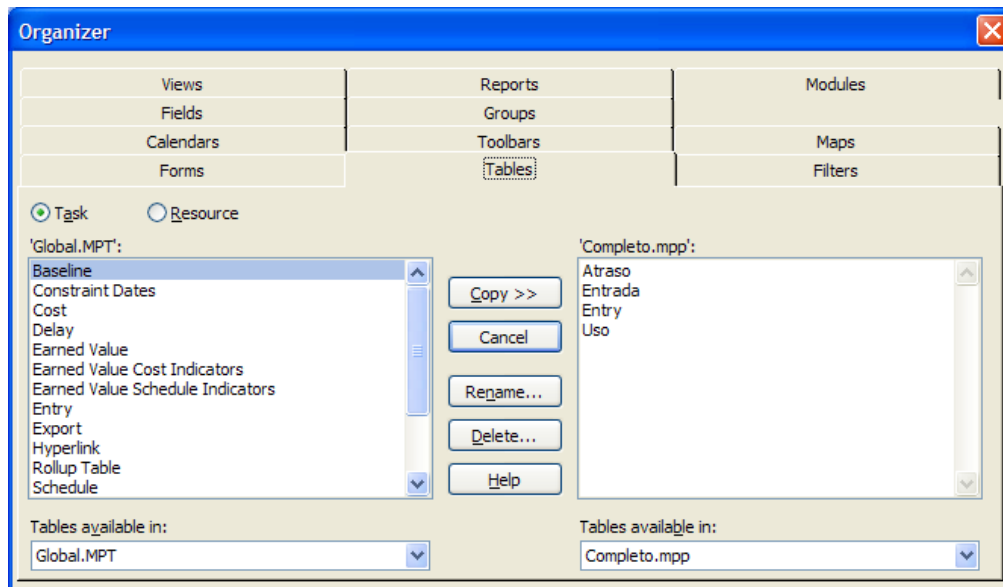 Organizer
Views Reports Modules
Fields Groups
Calendars Toolbars Maps
Forms Tables Filters
Task Resource
'Global.MPT': 'Completo.mpp':
Baseline
Constraint Dates
Cost
Delay
Earned Value
Earned Value Cost Indicators
Earned Value Schedule Indicators
Entry
Export
Hyperlink
Rollup Table
Schedule
Copy >>
Cancel
Rename...
Delete...
Help
Atraso
Entrada
Entry
Uso
Tables available in: Tables available in:
Global.MPT Completo.mpp